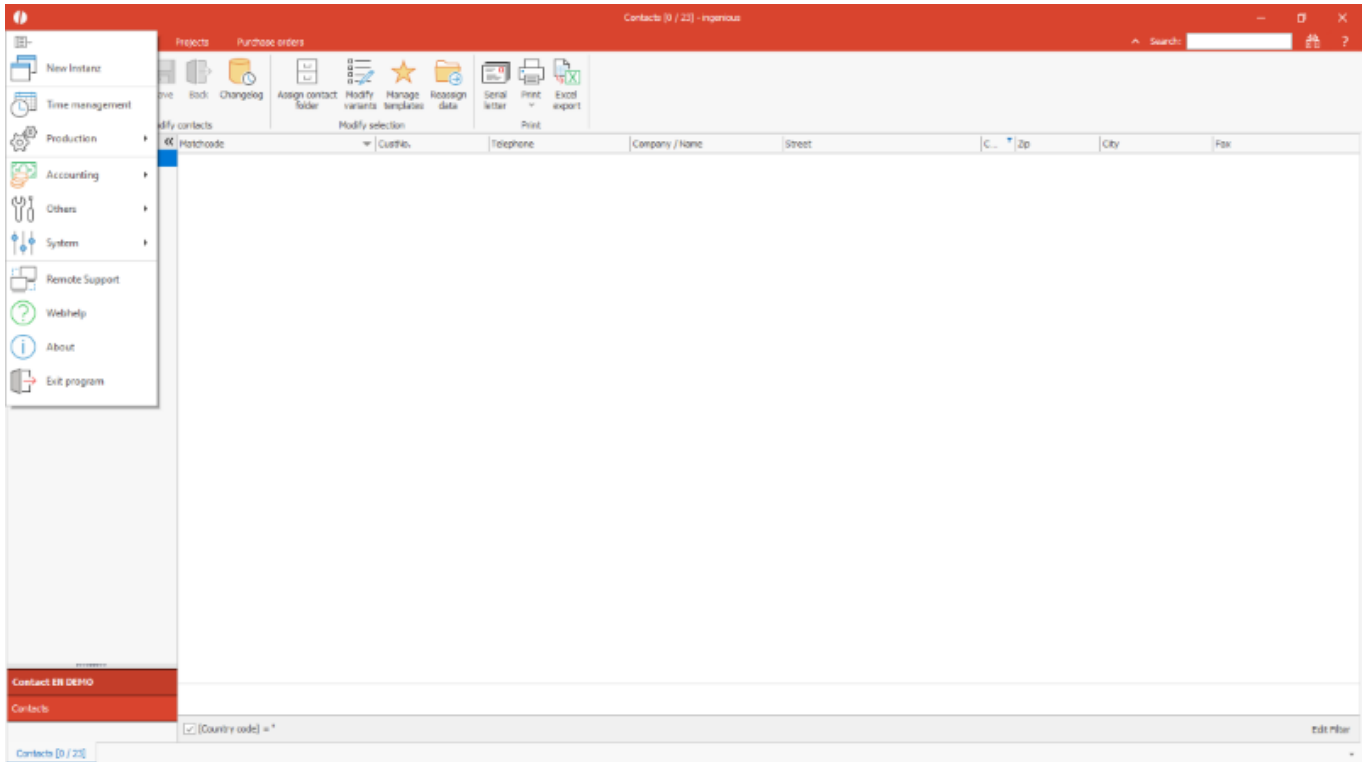 Contacts [0 / 23] - ingenious
Projects Purchase orders Search:
New Instanz
Time management
Production
Accounting
Others
System
Remote Support
Webhelp
About
Exit program
Back Changelog Assign contact folder Modify variants Manage templates Reassign data Serial letter Print Excel export
contacts Modify selection Print
Matchcode CustNo. Telephone Company / Name Street C... Zip City Fax
Contact EN DEMO
Contacts
[Country code] = * Edit Filter
Contacts [0 / 23]